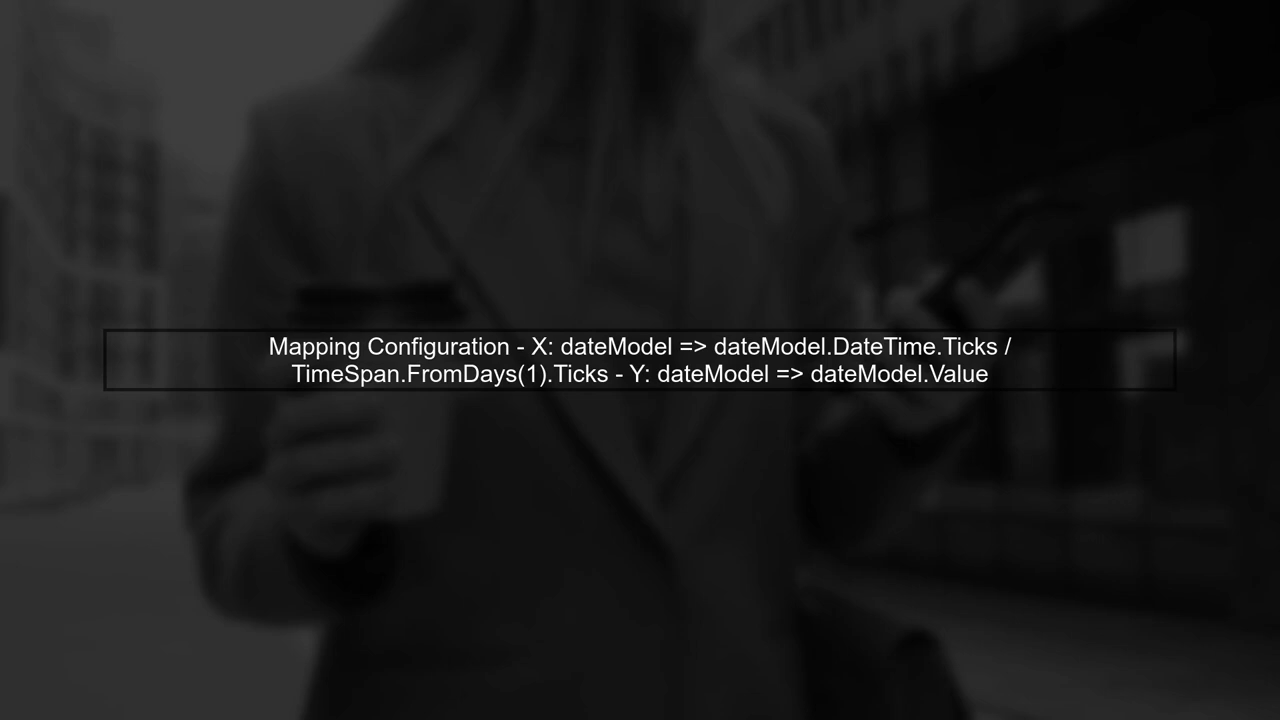 Mapping Configuration - X: dateModel => dateModel.DateTime.Ticks /
TimeSpan.FromDays(1).Ticks - Y: dateModel => dateModel.Value